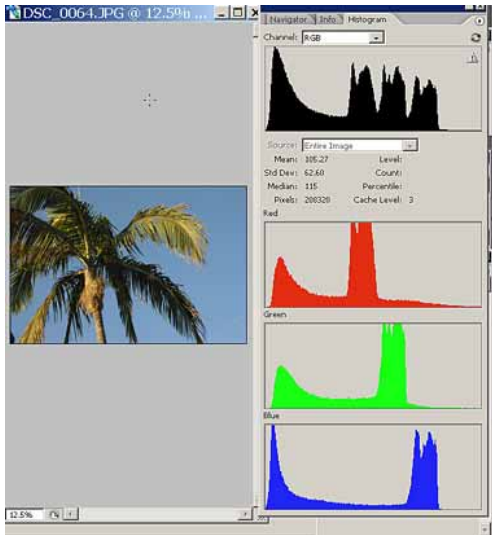 DSC_0064.JPG @ 12.5% ...
Navigator Info Histogram
Channel: RGB
Source: Entire Image
Mean: 105.27 Level:
Std Dev: 62.60 Count:
Median: 115 Percentile:
Pixels: 200320 Cache Level: 3
Red
Green
Blue
12.5%